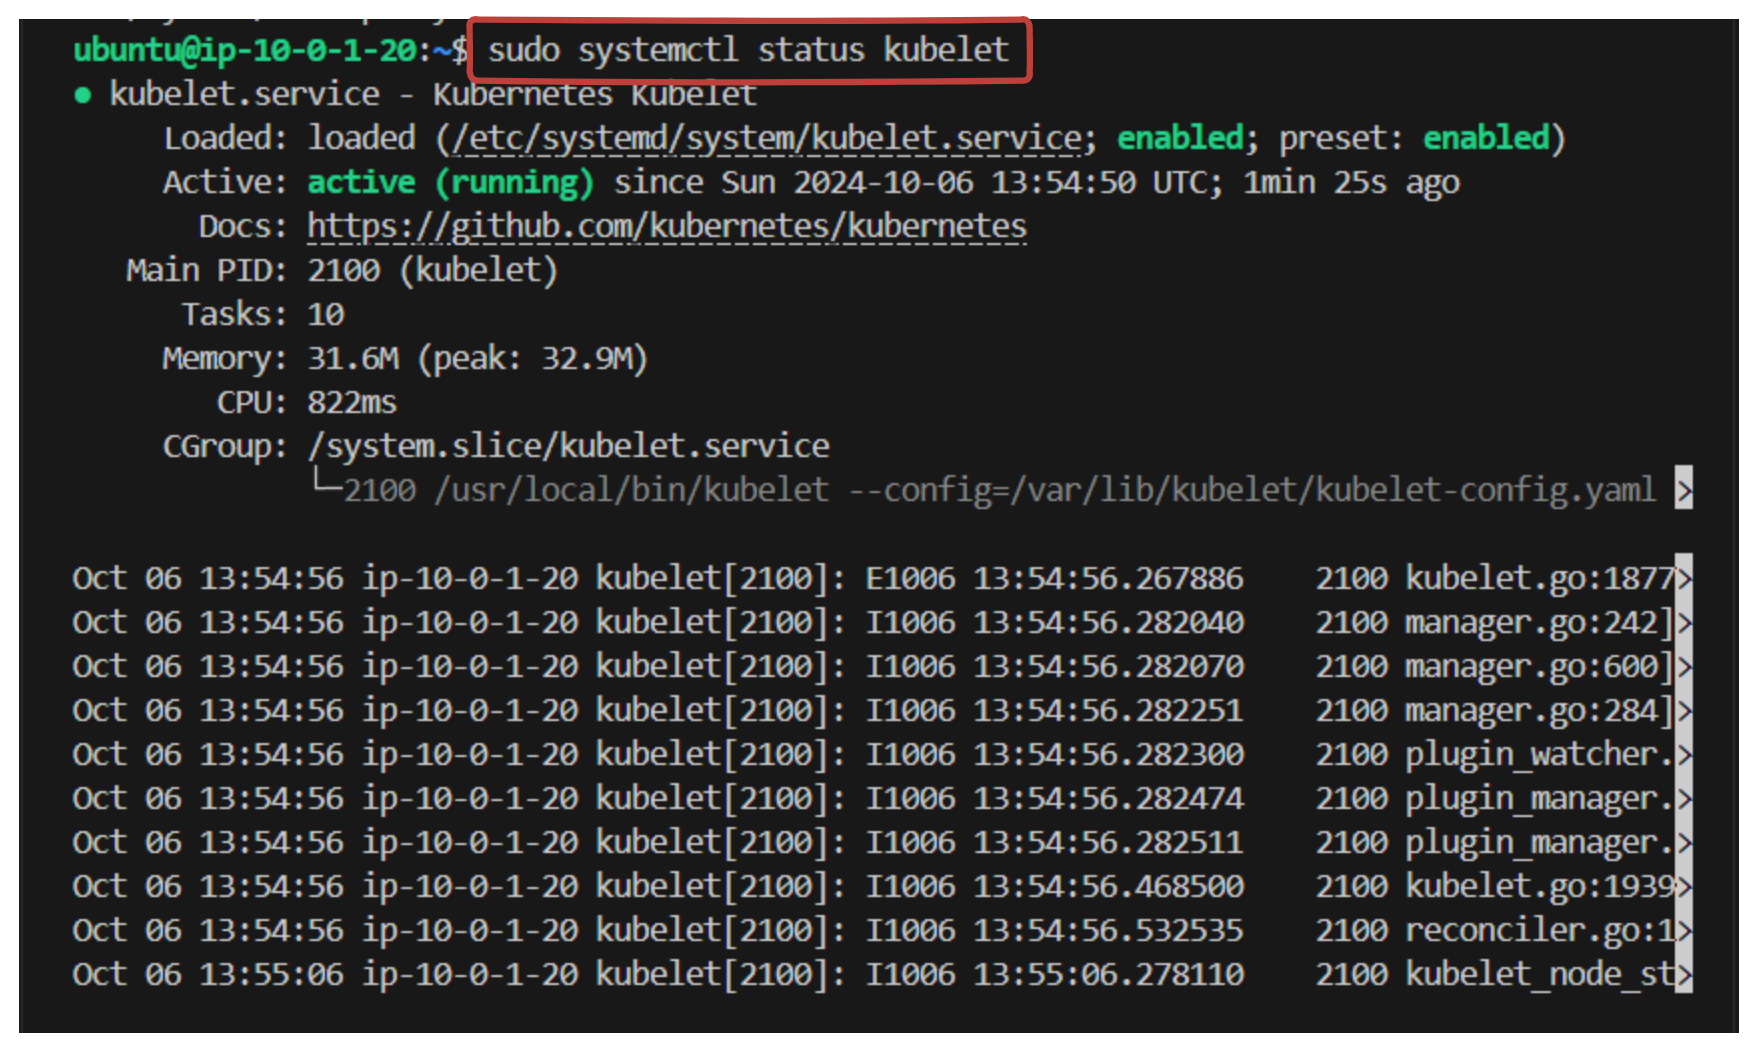 ubuntu@ip-10-0-1-20:~$ sudo systemctl status kubelet
● kubelet.service - Kubernetes Kubelet
Loaded: loaded (/etc/systemd/system/kubelet.service; enabled; preset: enabled)
Active: active (running) since Sun 2024-10-06 13:54:50 UTC; 1min 25s ago
Docs: https://github.com/kubernetes/kubernetes
Main PID: 2100 (kubelet)
Tasks: 10
Memory: 31.6M (peak: 32.9M)
CPU: 822ms
CGroup: /system.slice/kubelet.service
└─2100 /usr/local/bin/kubelet --config=/var/lib/kubelet/kubelet-config.yaml >
Oct 06 13:54:56 ip-10-0-1-20 kubelet[2100]: E1006 13:54:56.267886    2100 kubelet.go:1877>
Oct 06 13:54:56 ip-10-0-1-20 kubelet[2100]: I1006 13:54:56.282040    2100 manager.go:242]>
Oct 06 13:54:56 ip-10-0-1-20 kubelet[2100]: I1006 13:54:56.282070    2100 manager.go:600]>
Oct 06 13:54:56 ip-10-0-1-20 kubelet[2100]: I1006 13:54:56.282251    2100 manager.go:284]>
Oct 06 13:54:56 ip-10-0-1-20 kubelet[2100]: I1006 13:54:56.282300    2100 plugin_watcher.>
Oct 06 13:54:56 ip-10-0-1-20 kubelet[2100]: I1006 13:54:56.282474    2100 plugin_manager.>
Oct 06 13:54:56 ip-10-0-1-20 kubelet[2100]: I1006 13:54:56.282511    2100 plugin_manager.>
Oct 06 13:54:56 ip-10-0-1-20 kubelet[2100]: I1006 13:54:56.468500    2100 kubelet.go:1939>
Oct 06 13:54:56 ip-10-0-1-20 kubelet[2100]: I1006 13:54:56.532535    2100 reconciler.go:1>
Oct 06 13:55:06 ip-10-0-1-20 kubelet[2100]: I1006 13:55:06.278110    2100 kubelet_node_st>